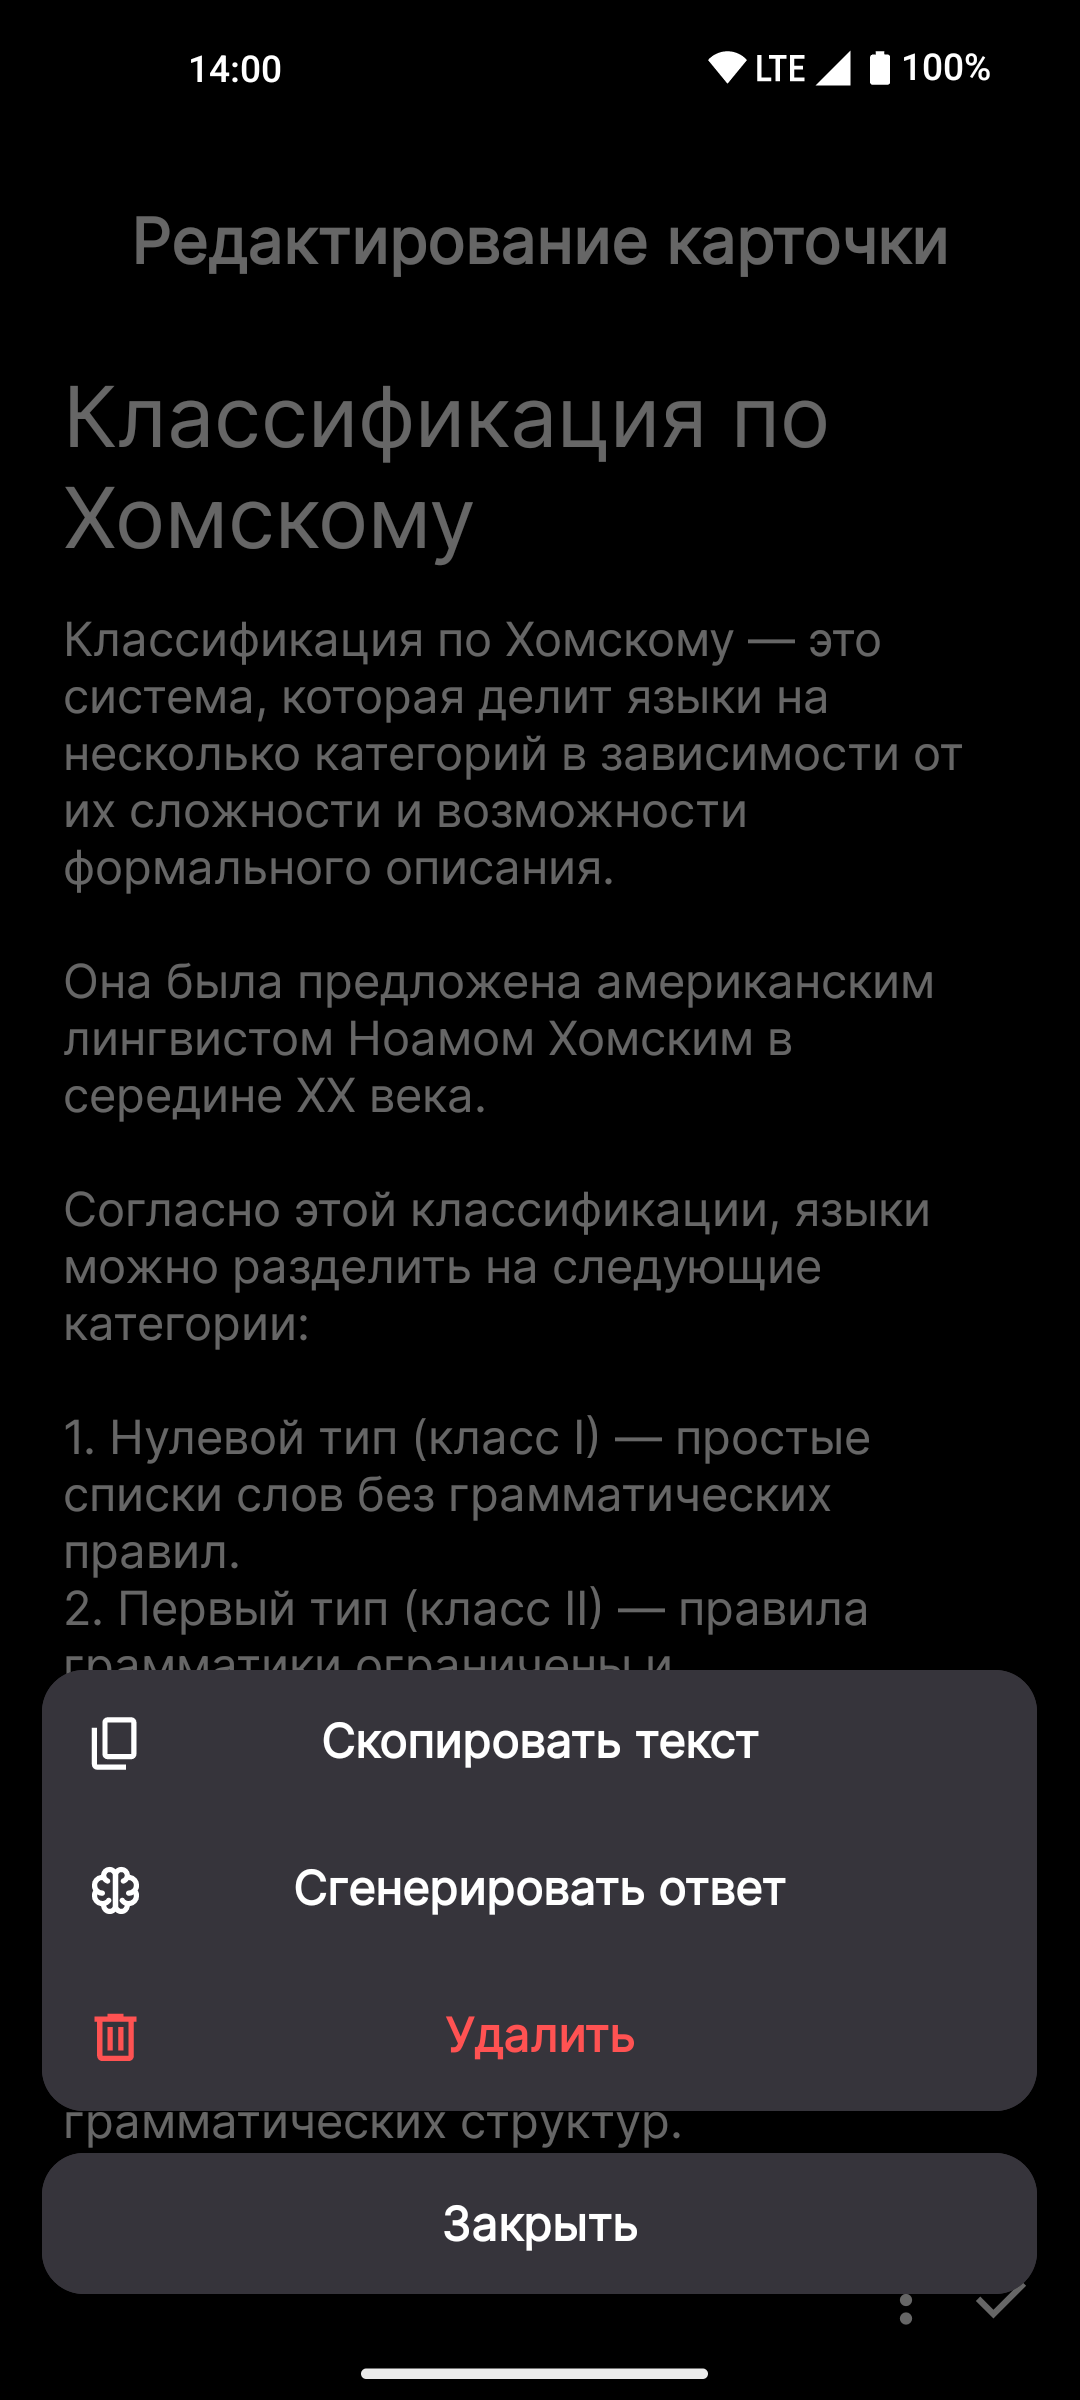 14:00 LTE 100%
Редактирование карточки
Классификация по
Хомскому
Классификация по Хомскому — это
система, которая делит языки на
несколько категорий в зависимости от
их сложности и возможности
формального описания.
Она была предложена американским
лингвистом Ноамом Хомским в
середине XX века.
Согласно этой классификации, языки
можно разделить на следующие
категории:
1. Нулевой тип (класс I) — простые
списки слов без грамматических
правил.
2. Первый тип (класс II) — правила
грамматики ограничены и
Скопировать текст
Сгенерировать ответ
Удалить
грамматических структур.
Закрыть